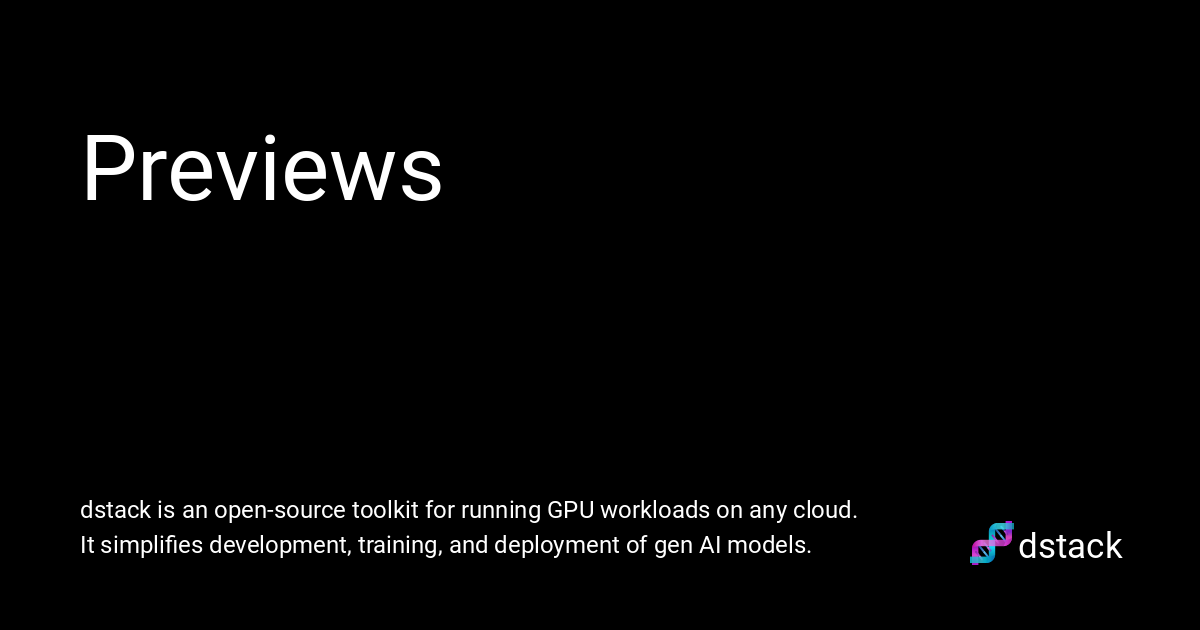 Previews
dstack is an open-source toolkit for running GPU workloads on any cloud.
It simplifies development, training, and deployment of gen AI models.
dstack